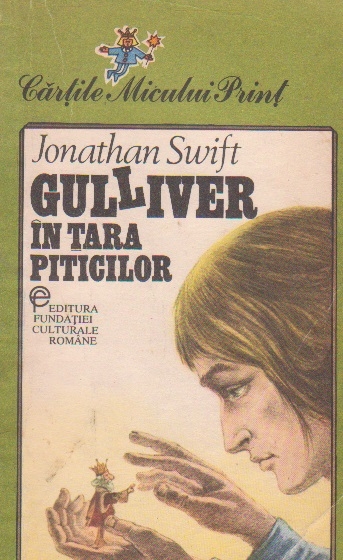 Cărțile Micului Prinț
Jonathan Swift
GULLIVER
ÎN ȚARA
PITICILOR
EDITURA
FUNDAȚIEI
CULTURALE
ROMÂNE